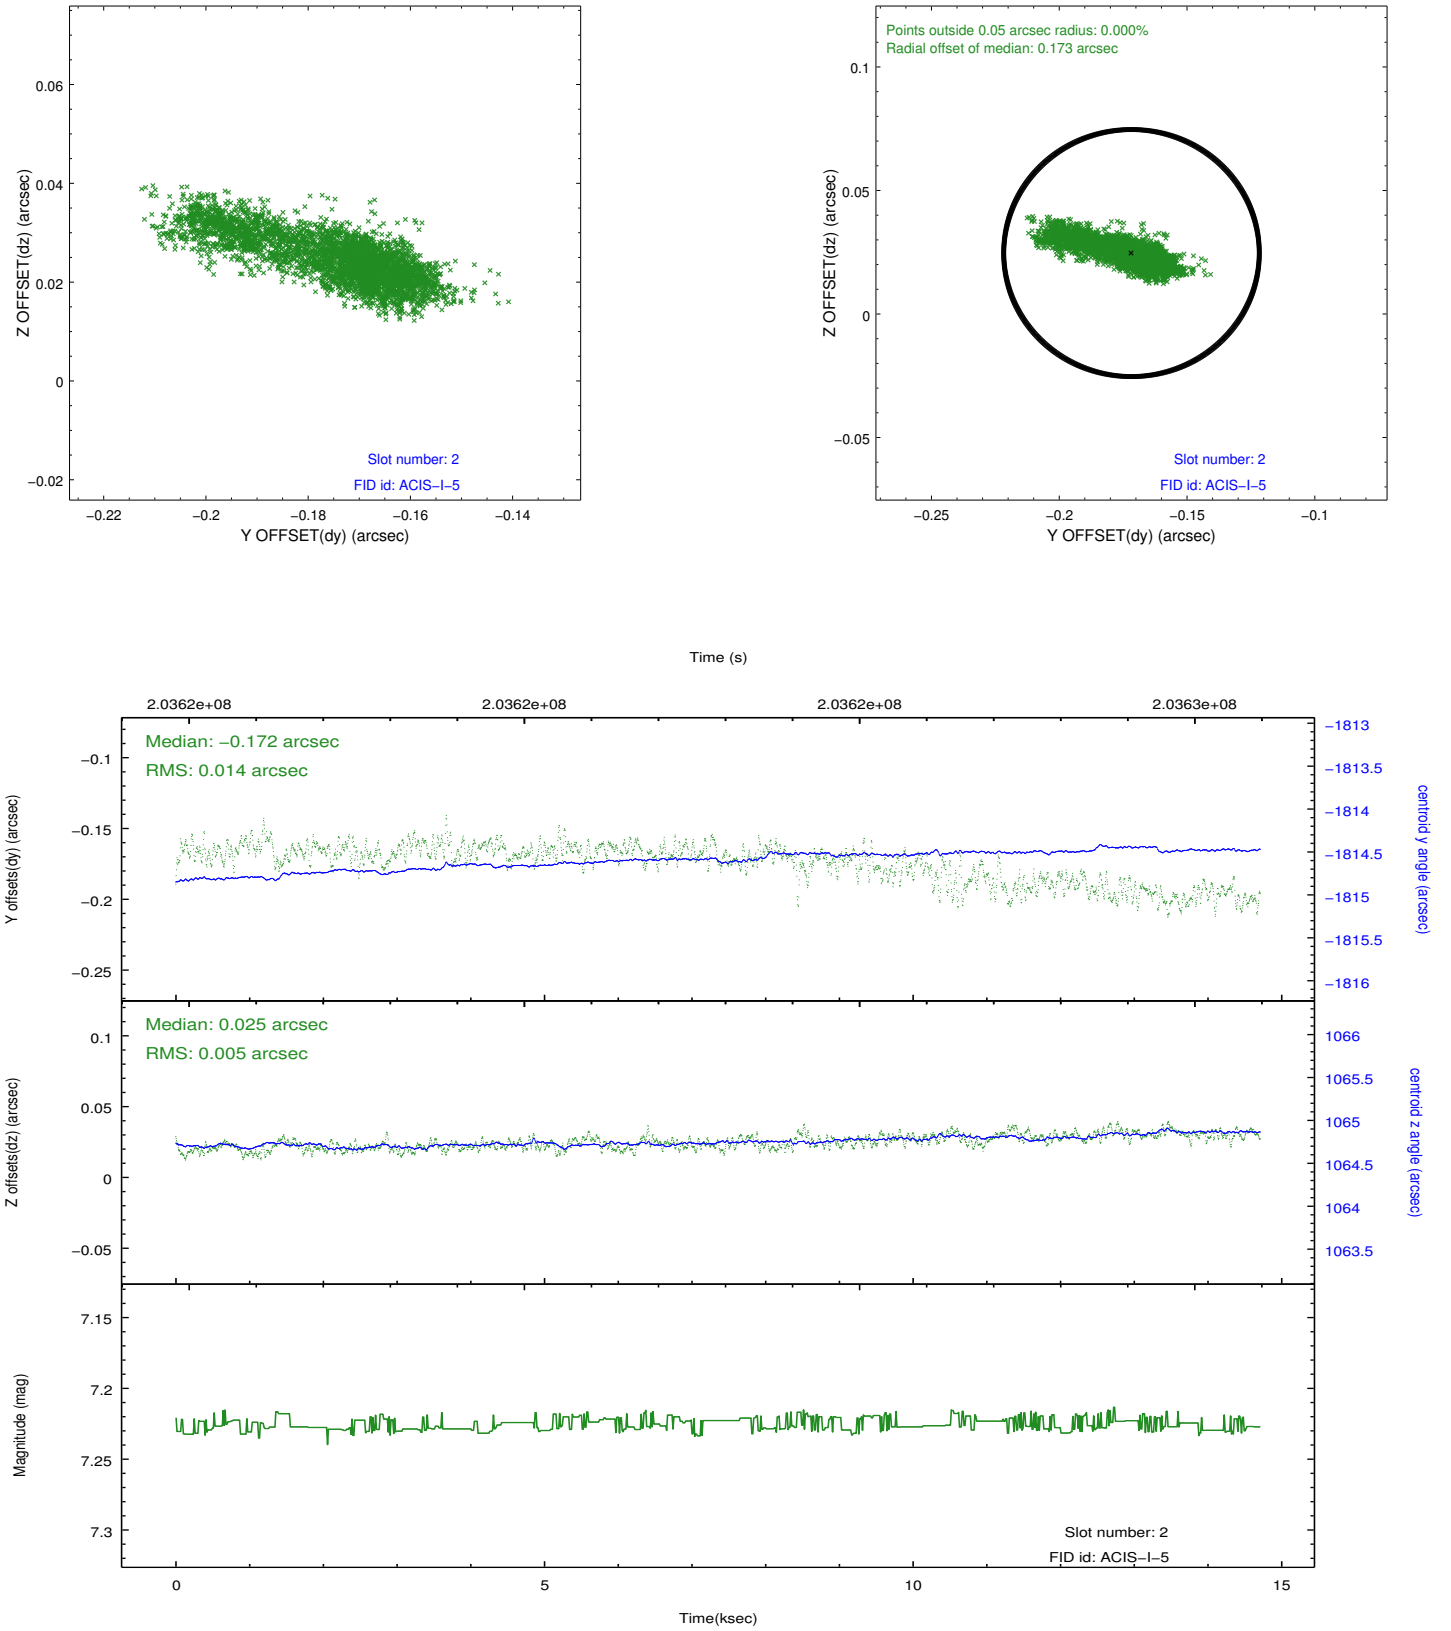 0.06
0.04
0.02
0
−0.02
Z OFFSET(dz) (arcsec)
Slot number: 2
FID id: ACIS−I−5
−0.22 −0.2 −0.18 −0.16 −0.14
Y OFFSET(dy) (arcsec)
Points outside 0.05 arcsec radius: 0.000%
Radial offset of median: 0.173 arcsec
0.1
0.05
0
−0.05
Z OFFSET(dz) (arcsec)
Slot number: 2
FID id: ACIS−I−5
−0.25 −0.2 −0.15 −0.1
Y OFFSET(dy) (arcsec)
Time (s)
2.0362e+08 2.0362e+08 2.0362e+08 2.0363e+08
Median: −0.172 arcsec
RMS: 0.014 arcsec
−0.1
−0.15
−0.2
−0.25
Y offsets(dy) (arcsec)
−1813
−1813.5
−1814
−1814.5
−1815
−1815.5
−1816
centroid y angle (arcsec)
Median: 0.025 arcsec
RMS: 0.005 arcsec
0.1
0.05
0
−0.05
Z offsets(dz) (arcsec)
1066
1065.5
1065
1064.5
1064
1063.5
centroid z angle (arcsec)
7.15
7.2
7.25
7.3
Magnitude (mag)
Slot number: 2
FID id: ACIS−I−5
0 5 10 15
Time(ksec)